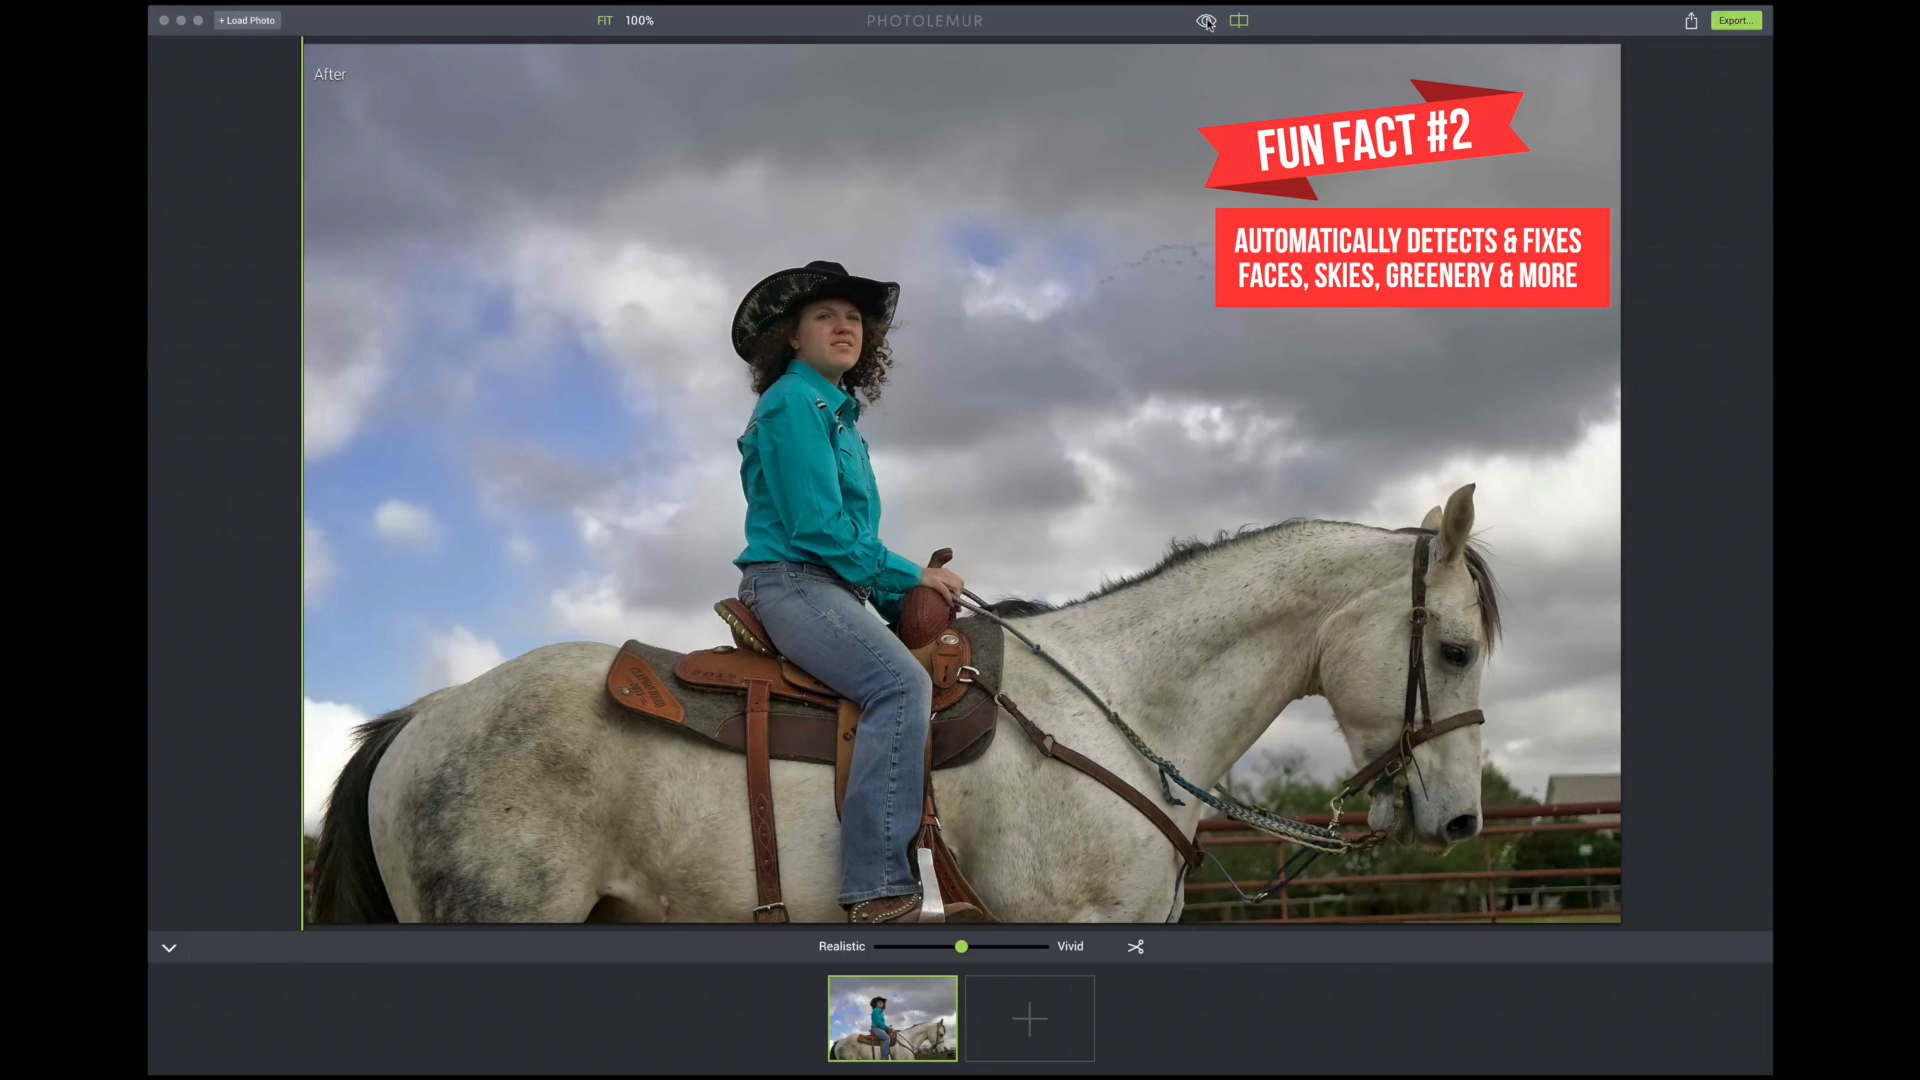 + Load Photo
FIT 100%
PHOTOLEMUR
Export...
After
FUN FACT #2
AUTOMATICALLY DETECTS & FIXES
FACES, SKIES, GREENERY & MORE
2015
Realistic
Vivid